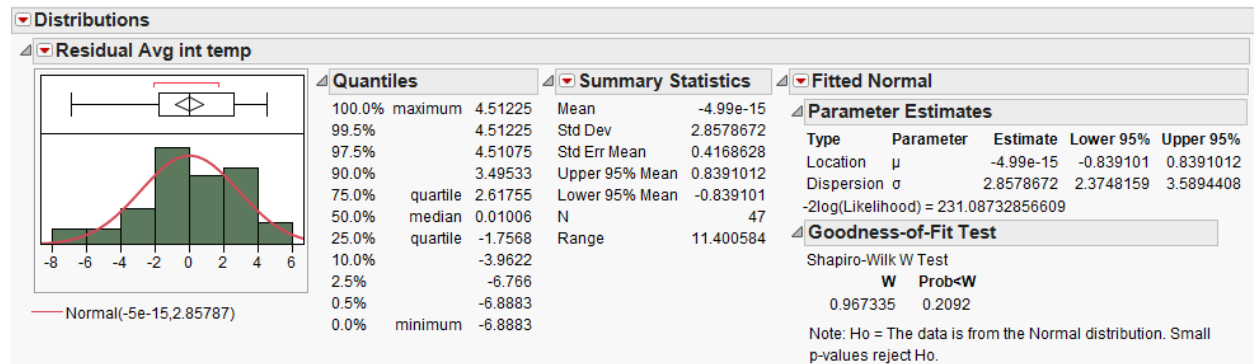 Distributions
Residual Avg int temp
-8 -6 -4 -2 0 2 4 6
Normal(-5e-15,2.85787)
Quantiles
100.0% maximum 4.51225
99.5% 4.51225
97.5% 4.51075
90.0% 3.49533
75.0% quartile 2.61755
50.0% median 0.01006
25.0% quartile -1.7568
10.0% -3.9622
2.5% -6.766
0.5% -6.8883
0.0% minimum -6.8883
Summary Statistics
Mean -4.99e-15
Std Dev 2.8578672
Std Err Mean 0.4168628
Upper 95% Mean 0.8391012
Lower 95% Mean -0.839101
N 47
Range 11.400584
Fitted Normal
Parameter Estimates
Type Parameter Estimate Lower 95% Upper 95%
Location μ -4.99e-15 -0.839101 0.8391012
Dispersion σ 2.8578672 2.3748159 3.5894408
-2log(Likelihood) = 231.08732856609
Goodness-of-Fit Test
Shapiro-Wilk W Test
W Prob<W
0.967335 0.2092
Note: Ho = The data is from the Normal distribution. Small
p-values reject Ho.